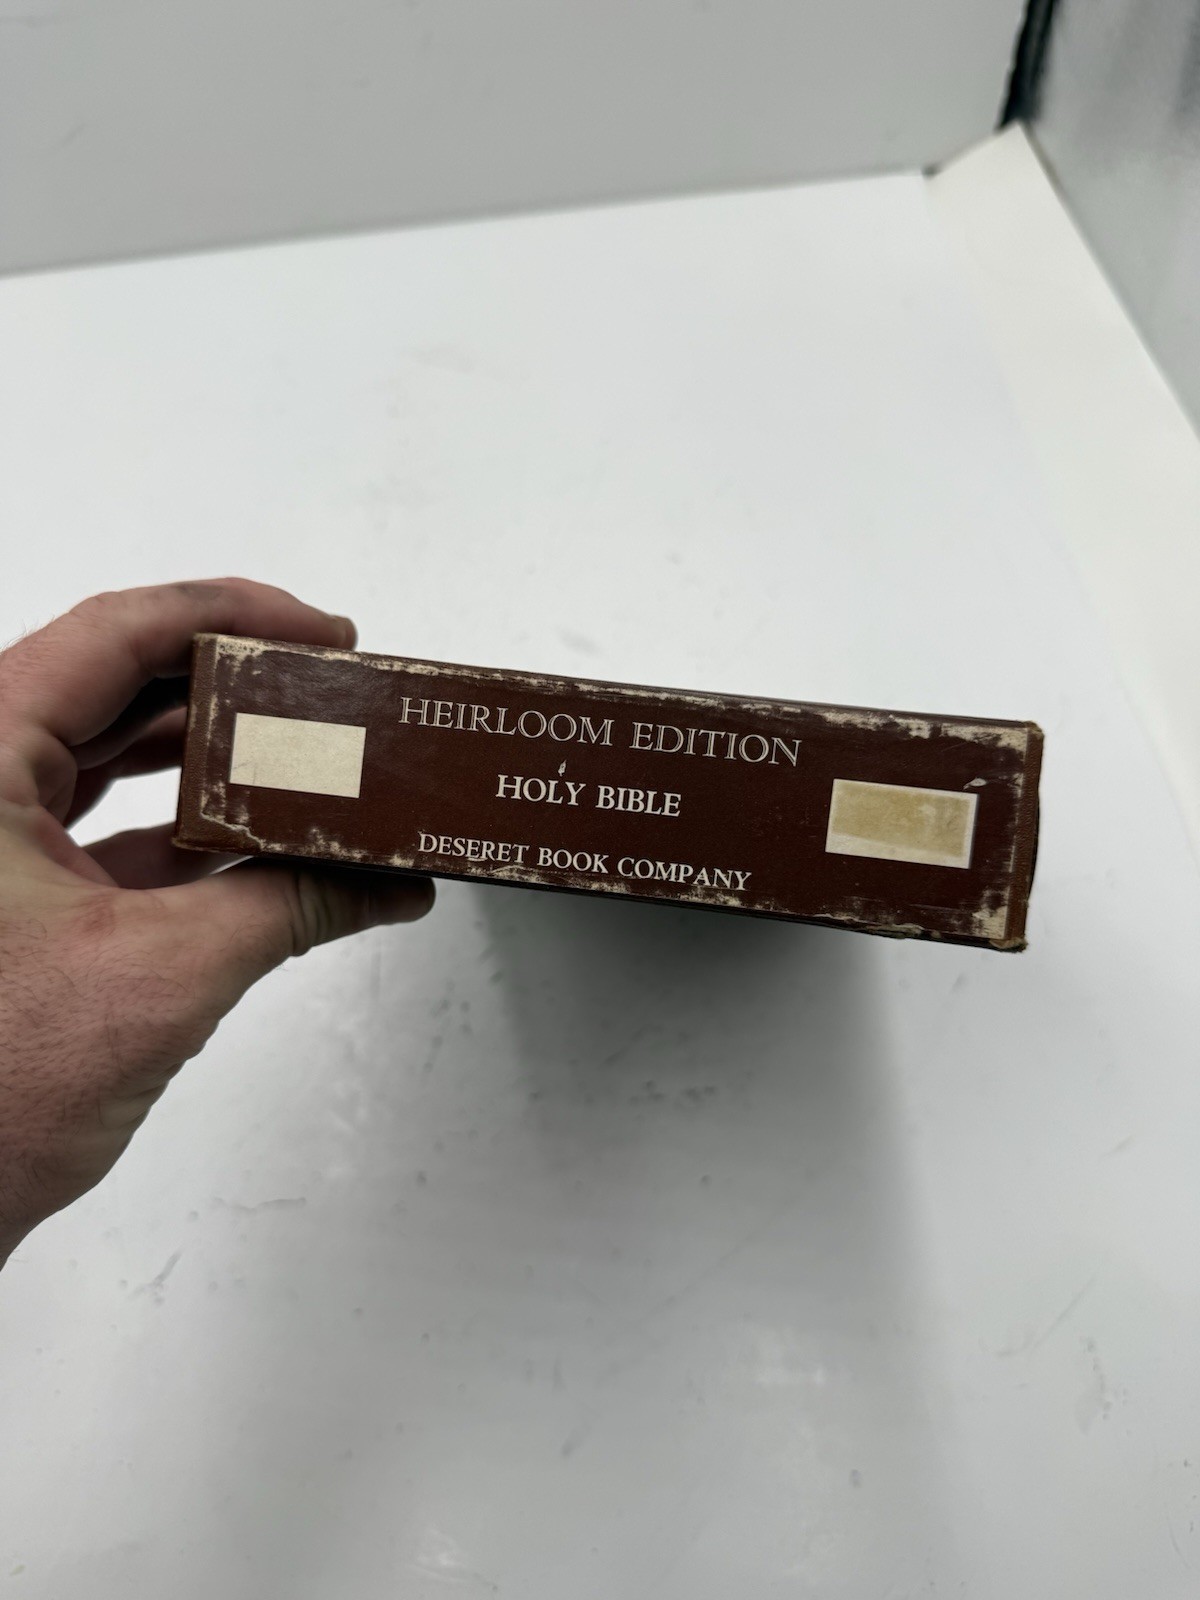 HEIRLOOM EDITION
HOLY BIBLE
DESERET BOOK COMPANY